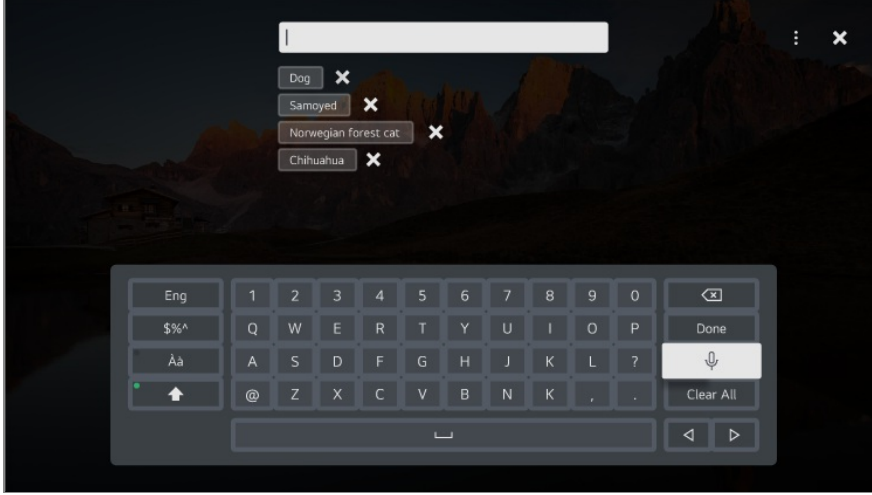 Dog
Samoyed
Norwegian forest cat
Chihuahua
Eng 1 2 3 4 5 6 7 8 9 0
$%^ Q W E R T Y U I O P Done
Àà A S D F G H J K L ?
@ Z X C V B N K , . Clear All